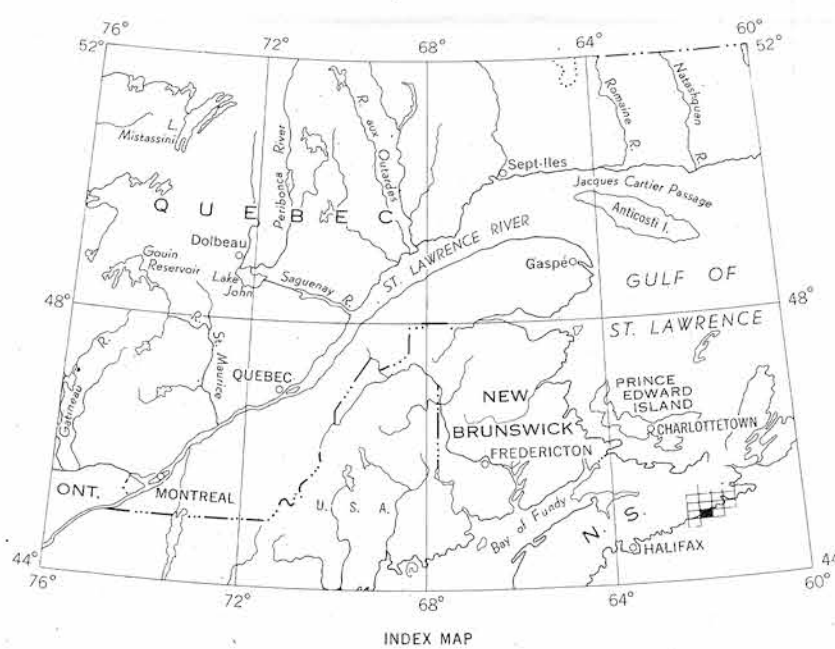 76°
72°
68°
64°
60°
52°
52°
L.
Mistassini
Peribonca River
R. aux
Outardes
Romaine
R.
Natashquan
R.
Sept-Iles
Jacques Cartier Passage
Anticosti I.
QUEBEC
Dolbeau
Gouin
Reservoir
Lake
John
Saguenay
R.
ST. LAWRENCE RIVER
Gaspé
GULF OF
ST. LAWRENCE
48°
48°
R.
St. Maurice
Gatineau
R.
QUEBEC
NEW
BRUNSWICK
FREDERICTON
PRINCE
EDWARD
ISLAND
CHARLOTTETOWN
ONT.
MONTREAL
U. S. A.
Bay of Fundy
N. S.
HALIFAX
44°
44
76°
72°
68°
64°
60°
INDEX MAP